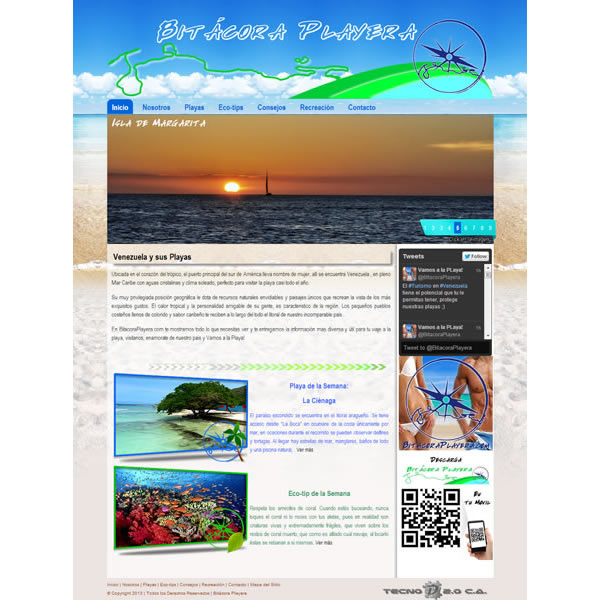 Bitácora Playera
Inicio Nosotros Playas Eco-tips Consejos Recreación Contacto
Isla de Margarita
1 2 3 4 5 6 7 8 9
Venezuela y sus Playas
Ubicada en el corazón del trópico, el puerto principal del sur de América lleva nombre de mujer, allí se encuentra Venezuela , en pleno
Mar Caribe con aguas cristalinas y clima soleado, perfecto para visitar la playa casi todo el año.
Su muy privilegiada posición geográfica le dota de recursos naturales envidiables y paisajes únicos que recrean la vista de los más
exquisitos gustos. El calor tropical y la personalidad amigable de su gente, es característico de la región. Los pequeños pueblos
costeños llenos de colorido y sabor caribeño le reciben a lo largo de todo el litoral de nuestro incomparable país.
En BitacoraPlayera.com te mostramos todo lo que necesitas ver y te entregamos la información mas diversa y útil para tu viaje a la
playa, visitanos, enamorate de nuestro pais y Vamos a la Playa!
Tweets
Follow
Vamos a la PLaya!
@BitacoraPlayera
El #Turismo en #Venezuela
tiene el potencial que tu le
permitas tener, protege
nuestras playas ;)
Vamos a la PLaya!
@BitacoraPlayera
Tweet to @BitacoraPlayera
Playa de la Semana:
La Ciénaga
El paraíso escondido se encuentra en el litoral aragueño. Se tiene
acceso desde "La Boca" en ocumare de la costa únicamente por
mar, en ocaciones durante el recorrido se pueden observar delfines
y tortugas. Al llegar hay estrellas de mar, manglares, baños de lodo
y una piscina natural, Ver más
BitacoraPlayera.com
Descarga
Bitácora Playera
En
tu Movil
Eco-tip de la Semana
Respeta los arrecifes de coral. Cuando estés buceando, nunca
toques el coral ni lo roces con tus aletas, pues en realidad son
criaturas vivas y extremadamente frágiles, que viven sobre los
restos de coral muerto, que como es afilado cual navaja, al tocarlo
éstas se rebanan a si mismas. Ver más
Inicio | Nosotros | Playas | Eco-tips | Consejos | Recreación | Contacto | Mapa del Sitio
© Copyright 2013 | Todos los Derechos Reservados | Bitácora Playera
Tecno 2.0 C.A.